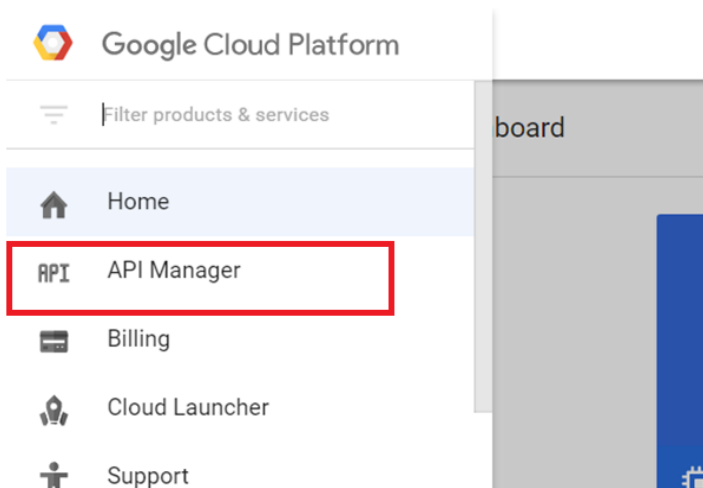 Google Cloud Platform
Filter products & services
board
Home
API API Manager
Billing
Cloud Launcher
Support